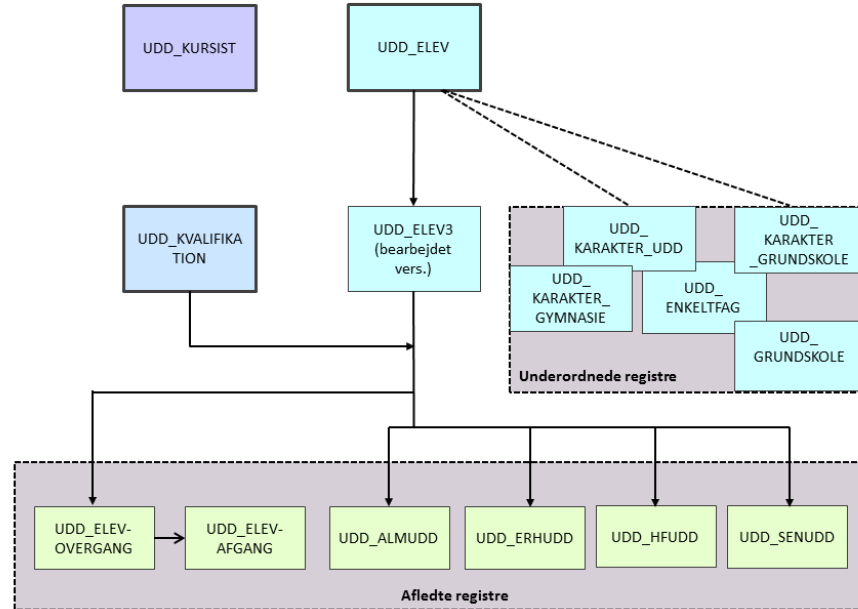 UDD_KURSIST
UDD_ELEV
UDD_KVALIFIKA
TION
UDD_ELEV3
(bearbejdet
vers.)
UDD_
KARAKTER_UDD
UDD_
KARAKTER
_GRUNDSKOLE
UDD_
KARAKTER_
GYMNASIE
UDD_
ENKELTFAG
UDD_
GRUNDSKOLE
Underordnede registre
UDD_ELEV-
OVERGANG
UDD_ELEV-
AFGANG
UDD_ALMUDD
UDD_ERHUDD
UDD_HFUDD
UDD_SENUDD
Afledte registre